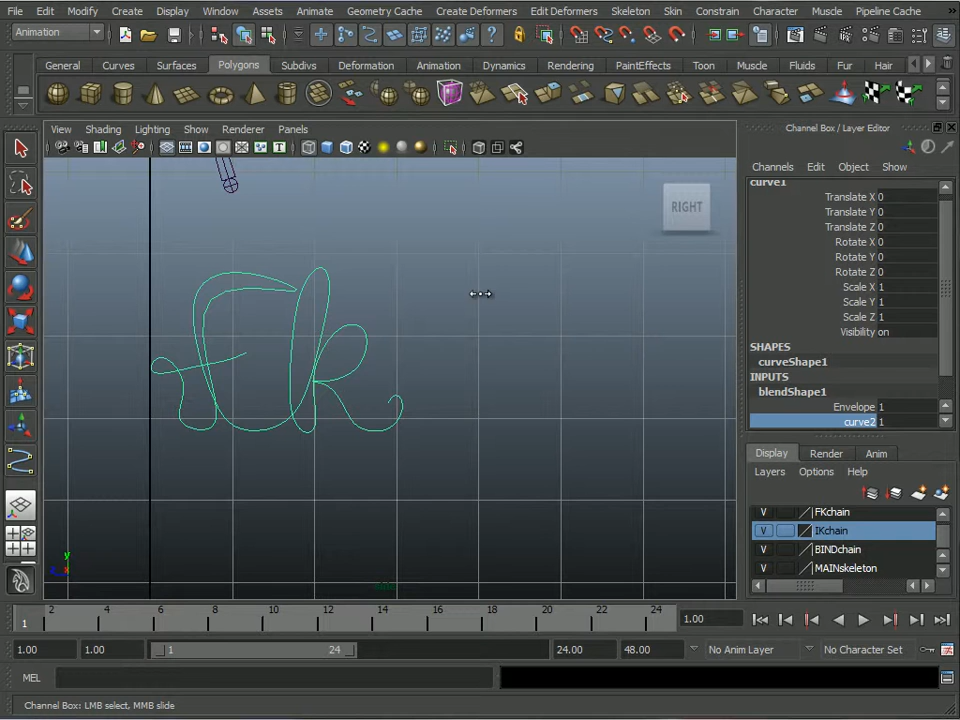 File Edit Modify Create Display Window Assets Animate Geometry Cache Create Deformers Edit Deformers Skeleton Skin Constrain Character Muscle Pipeline Cache »
Animation
General Curves Surfaces Polygons Subdivs Deformation Animation Dynamics Rendering PaintEffects Toon Muscle Fluids Fur Hair
View Shading Lighting Show Renderer Panels
Channel Box / Layer Editor
Channels Edit Object Show
curve1
Translate X 0
Translate Y 0
Translate Z 0
Rotate X 0
Rotate Y 0
Rotate Z 0
Scale X 1
Scale Y 1
Scale Z 1
Visibility on
SHAPES
curveShape1
INPUTS
blendShape1
Envelope 1
curve2 1
RIGHT
Fk
y
Display Render Anim
Layers Options Help
V FKchain
V IKchain
V BINDchain
V MAINskeleton
2 4 6 8 10 12 14 16 18 20 22 24
1
1.00
1.00 1.00 1 24 24.00 48.00 No Anim Layer No Character Set
MEL
Channel Box: LMB select, MMB slide